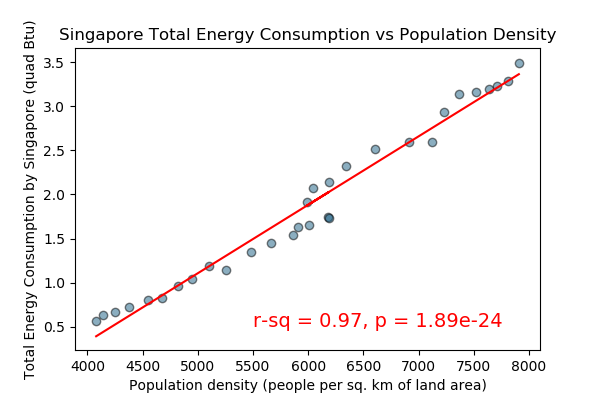 Singapore Total Energy Consumption vs Population Density
Total Energy Consumption by Singapore (quad Btu)
3.5
3.0
2.5
2.0
1.5
1.0
0.5
r-sq = 0.97, p = 1.89e-24
4000 4500 5000 5500 6000 6500 7000 7500 8000
Population density (people per sq. km of land area)